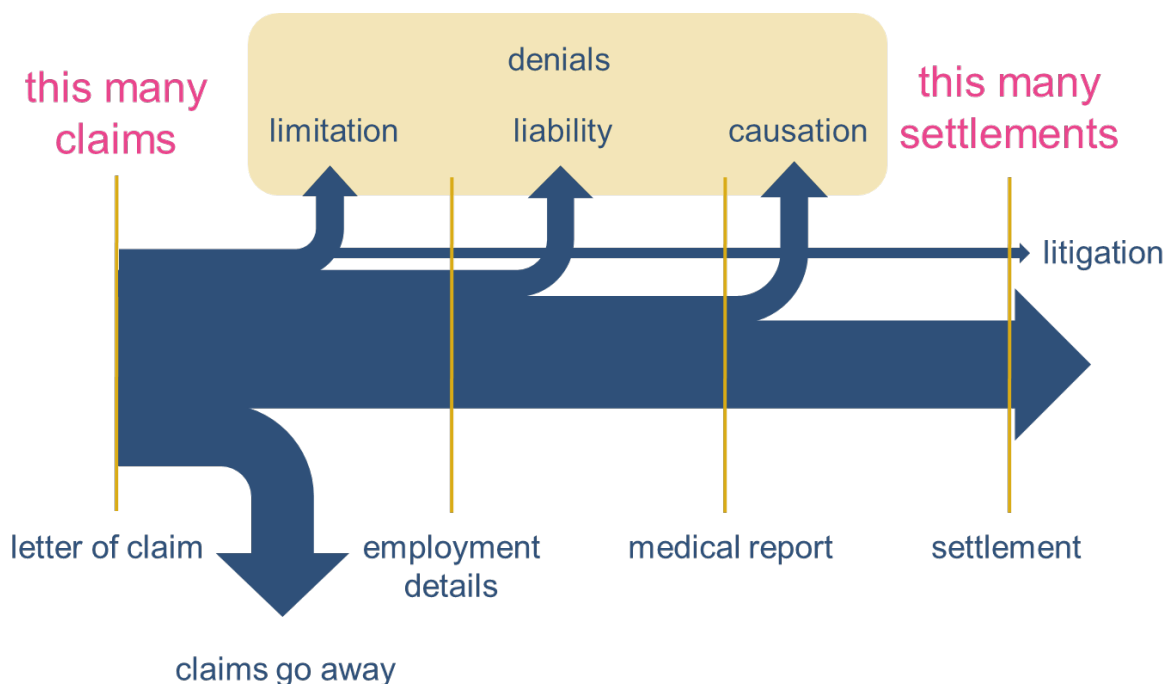 denials
this many
claims
limitation
liability
causation
this many
settlements
litigation
letter of claim
employment
details
medical report
settlement
claims go away